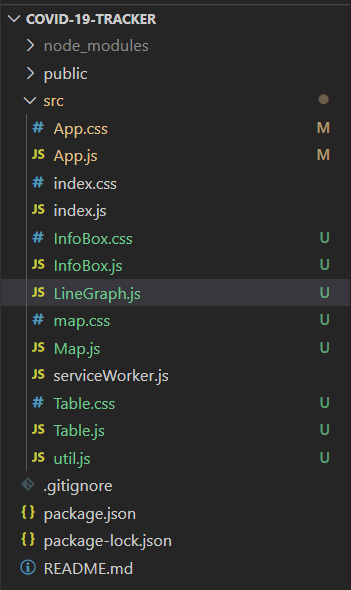 COVID-19-TRACKER
node_modules
public
src
# App.css M
JS App.js M
# index.css
JS index.js
# InfoBox.css U
JS InfoBox.js U
JS LineGraph.js U
# map.css U
JS Map.js U
JS serviceWorker.js
# Table.css U
JS Table.js U
JS util.js U
.gitignore
{ } package.json
{ } package-lock.json
README.md